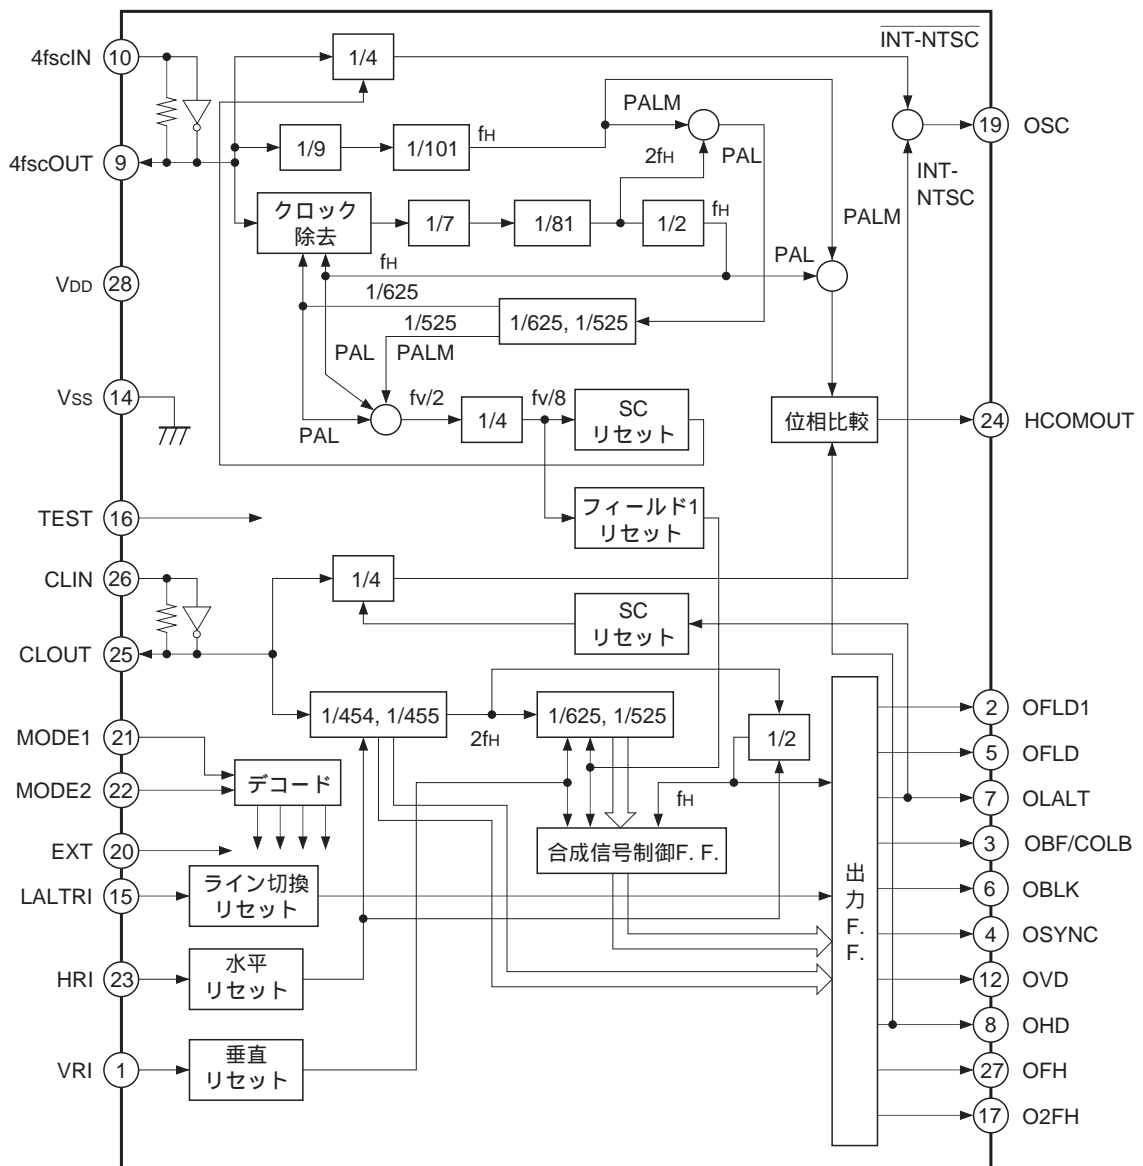 INT-NTSC
4fscIN
10
1/4
PALM
19
OSC
1/9
1/101
fH
4fscOUT
9
2fH
PAL
INT-
NTSC
クロック
除去
1/7
1/81
1/2
fH
PALM
fH
PAL
VDD
28
1/625
1/525
1/625, 1/525
PAL
PALM
VSS
14
fv/2
1/4
fv/8
SC
リセット
PAL
位相比較
24
HCOMOUT
TEST
16
フィールド1
リセット
CLIN
26
1/4
SC
リセット
CLOUT
25
1/454, 1/455
2fH
1/625, 1/525
1/2
2
OFLD1
MODE1
21
5
OFLD
MODE2
22
デコード
fH
7
OLALT
EXT
20
合成信号制御F. F.
3
OBF/COLB
LALTRI
15
ライン切換
リセット
出
力
F.
F.
6
OBLK
4
OSYNC
HRI
23
水平
リセット
12
OVD
8
OHD
VRI
1
垂直
リセット
27
OFH
17
O2FH